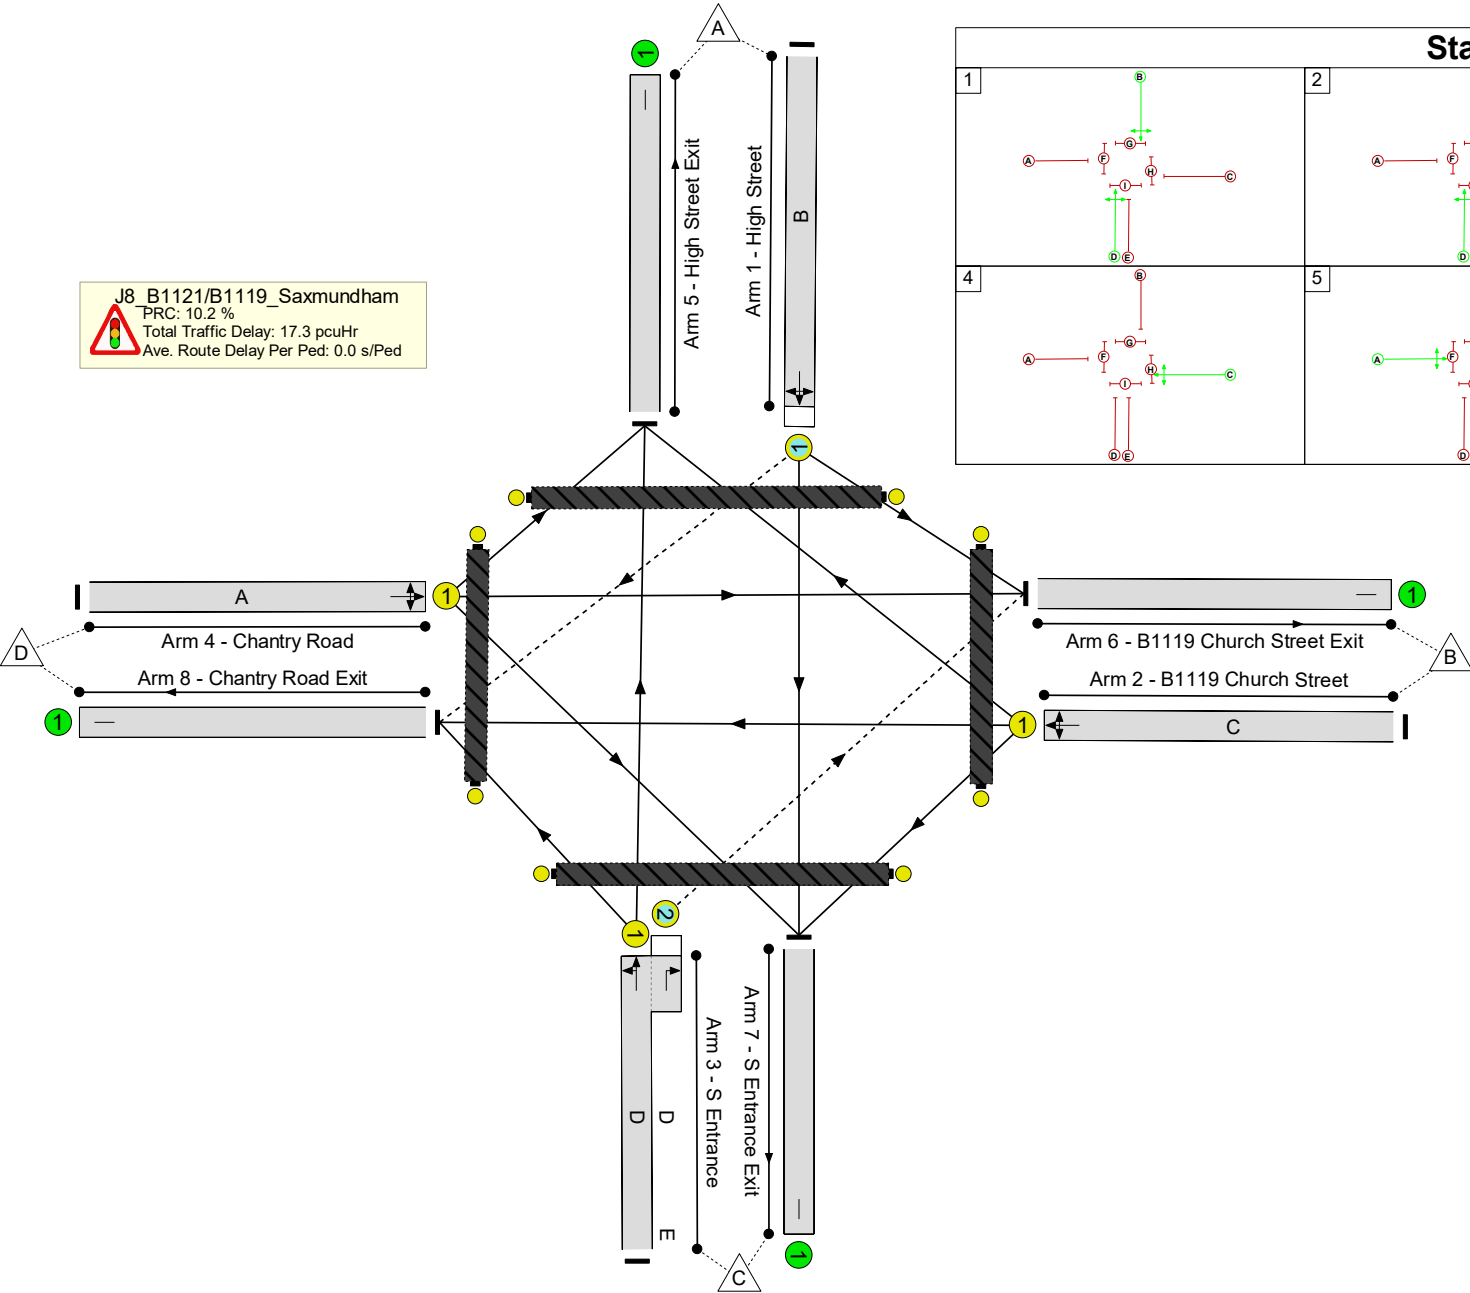 A
1
Arm 5 - High Street Exit
Arm 1 - High Street
B
1
J8_B1121/B1119_Saxmundham
PRC: 10.2 %
Total Traffic Delay: 17.3 pcuHr
Ave. Route Delay Per Ped: 0.0 s/Ped
Sta
1
B
A
F
G
H
I
C
D
E
2
A
F
D
4
B
A
F
G
H
I
C
D
E
5
A
F
D
A
1
Arm 4 - Chantry Road
D
Arm 8 - Chantry Road Exit
1
1
Arm 6 - B1119 Church Street Exit
B
Arm 2 - B1119 Church Street
1
C
1
2
D
D
E
Arm 3 - S Entrance
Arm 7 - S Entrance Exit
1
C